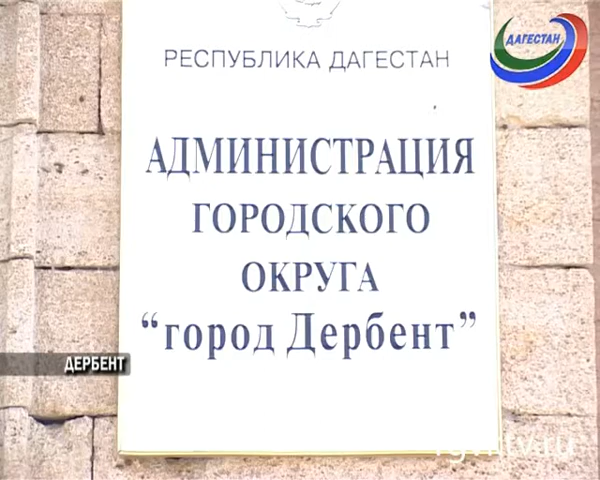 ДАГЕСТАН
РЕСПУБЛИКА ДАГЕСТАН
АДМИНИСТРАЦИЯ
ГОРОДСКОГО
ОКРУГА
“город Дербент”
ДЕРБЕНТ